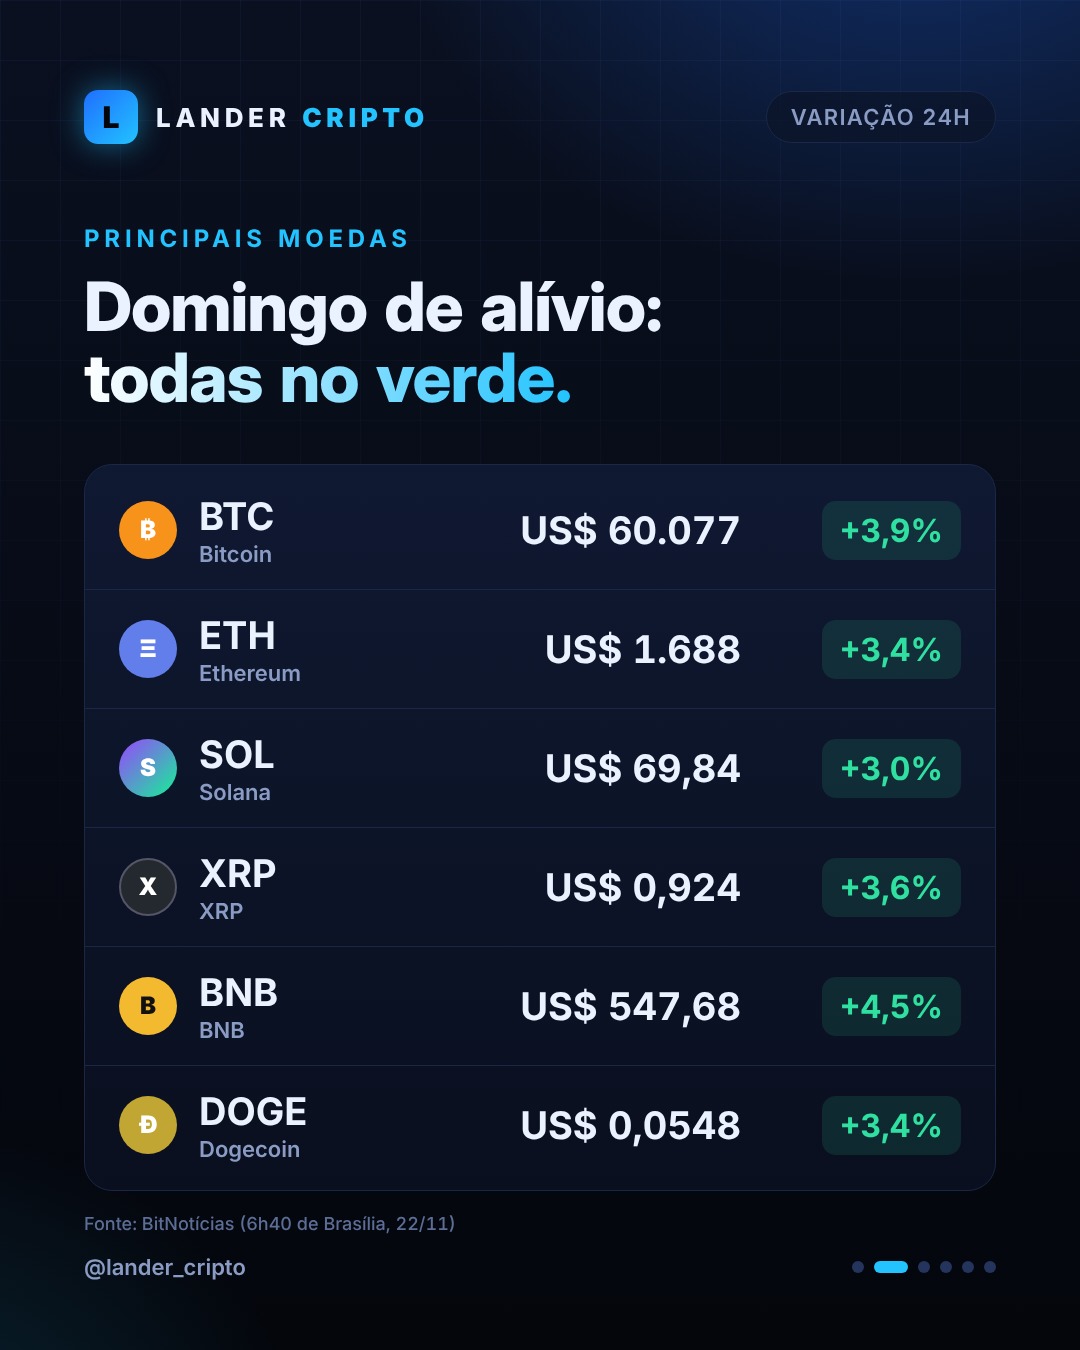 L LANDER CRIPTO
VARIAÇÃO 24H
PRINCIPAIS MOEDAS
Domingo de alívio:
todas no verde.
₿ BTC US$ 60.077 +3,9%
Bitcoin
Ξ ETH US$ 1.688 +3,4%
Ethereum
S SOL US$ 69,84 +3,0%
Solana
X XRP US$ 0,924 +3,6%
XRP
B BNB US$ 547,68 +4,5%
BNB
Ð DOGE US$ 0,0548 +3,4%
Dogecoin
Fonte: BitNotícias (6h40 de Brasília, 22/11)
@lander_cripto